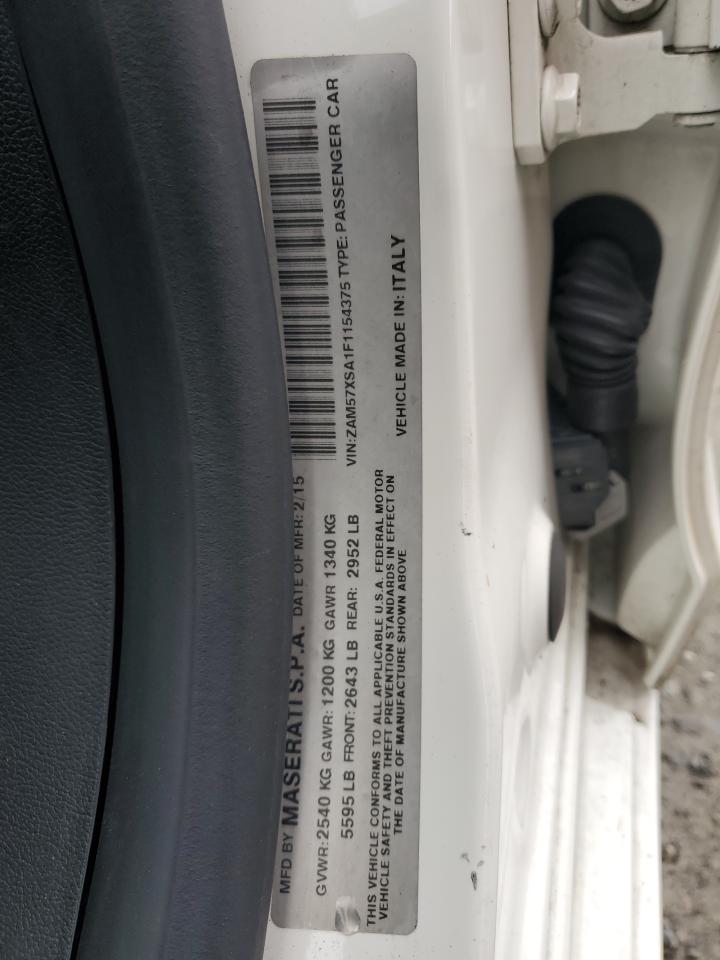 MFD BY MASERATI S.P.A. DATE OF MFR: 2/15
GVWR: 2540 KG GAWR: 1200 KG GAWR 1340 KG
5595 LB FRONT: 2643 LB REAR: 2952 LB
THIS VEHICLE CONFORMS TO ALL APPLICABLE U.S.A. FEDERAL MOTOR
VEHICLE SAFETY AND THEFT PREVENTION STANDARDS IN EFFECT ON
THE DATE OF MANUFACTURE SHOWN ABOVE
VIN:ZAM57XSA1F1154375 TYPE: PASSENGER CAR
VEHICLE MADE IN: ITALY